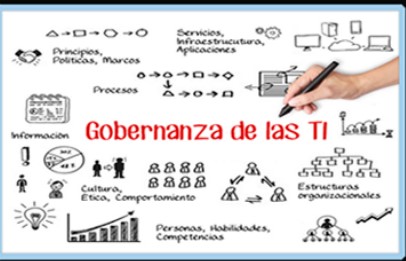 Servicios,
Infraestrucutura,
Aplicaciones
Principios,
Políticas, Marcos
Procesos
Información
Gobernanza de las TI
Cultura,
Ética, Comportamiento
Estructuras
organizacionales
Personas, Habilidades,
Competencias